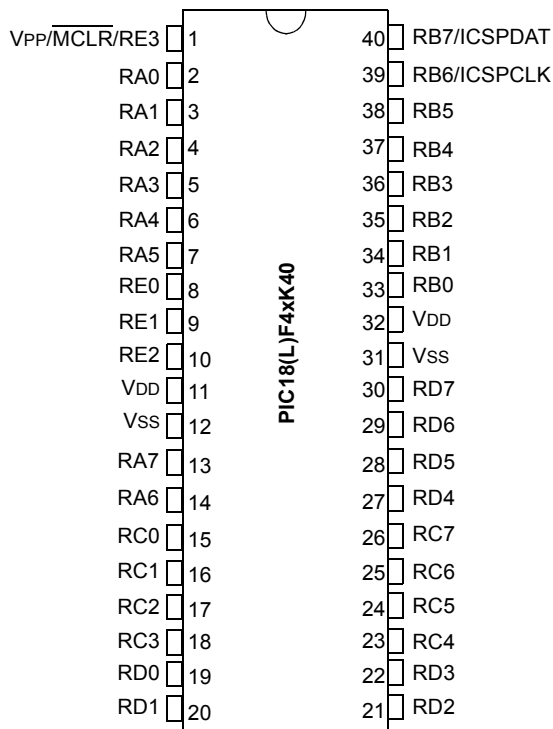 VPP/MCLR/RE3 1 40 RB7/ICSPDAT
RA0 2 39 RB6/ICSPCLK
RA1 3 38 RB5
RA2 4 37 RB4
RA3 5 36 RB3
RA4 6 35 RB2
RA5 7 34 RB1
RE0 8 33 RB0
RE1 9 32 VDD
RE2 10 31 VSS
VDD 11 30 RD7
VSS 12 29 RD6
RA7 13 28 RD5
RA6 14 27 RD4
RC0 15 26 RC7
RC1 16 25 RC6
RC2 17 24 RC5
RC3 18 23 RC4
RD0 19 22 RD3
RD1 20 21 RD2
PIC18(L)F4xK40